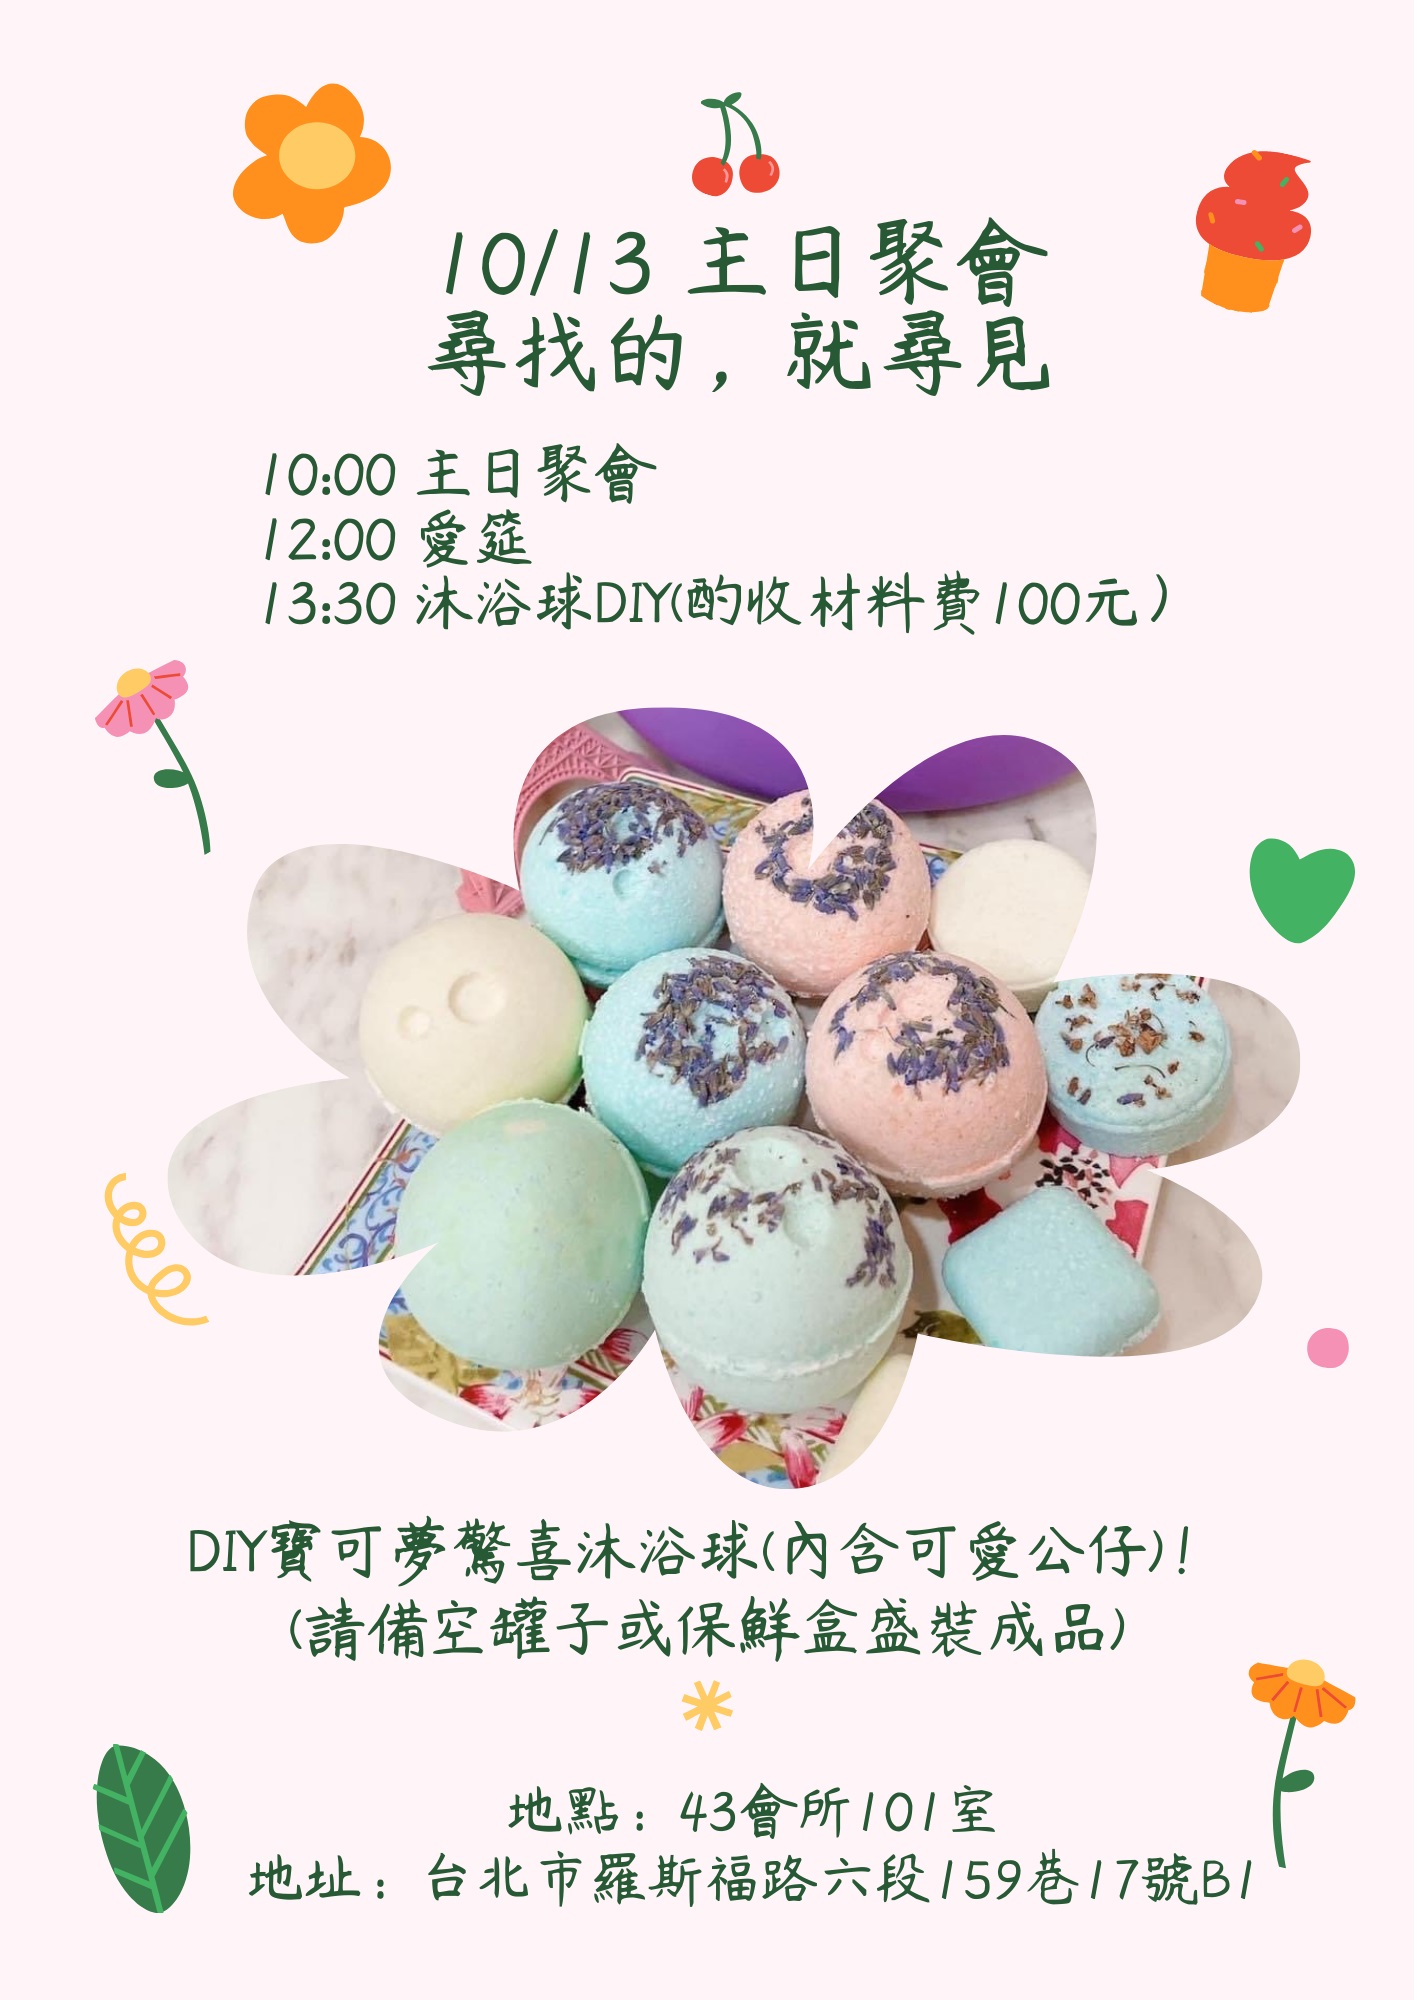 10/13 主日聚會
尋找的，就尋見
10:00 主日聚會
12:00 愛筵
13:30 沐浴球DIY(酌收材料費100元）
DIY寶可夢驚喜沐浴球(內含可愛公仔)！
(請備空罐子或保鮮盒盛裝成品)
地點：43會所101室
地址：台北市羅斯福路六段159巷17號B1